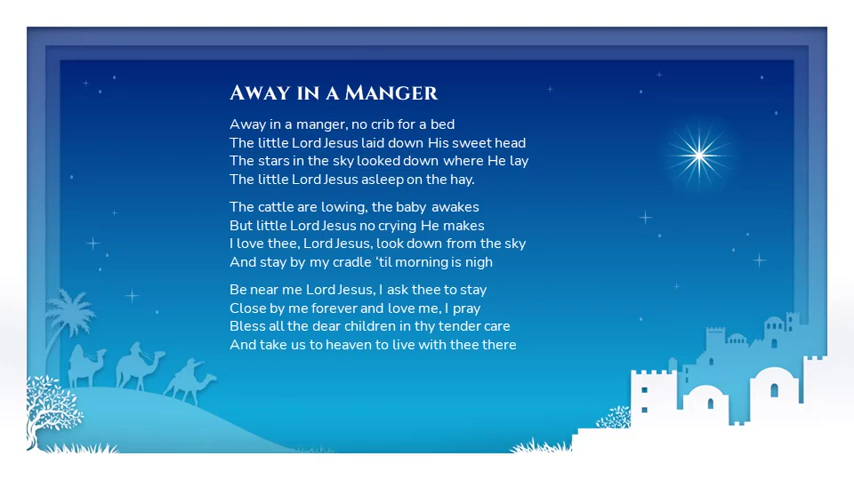 Away in a Manger
Away in a manger, no crib for a bed
The little Lord Jesus laid down His sweet head
The stars in the sky looked down where He lay
The little Lord Jesus asleep on the hay.
The cattle are lowing, the baby awakes
But little Lord Jesus no crying He makes
I love thee, Lord Jesus, look down from the sky
And stay by my cradle ‘til morning is nigh
Be near me Lord Jesus, I ask thee to stay
Close by me forever and love me, I pray
Bless all the dear children in thy tender care
And take us to heaven to live with thee there